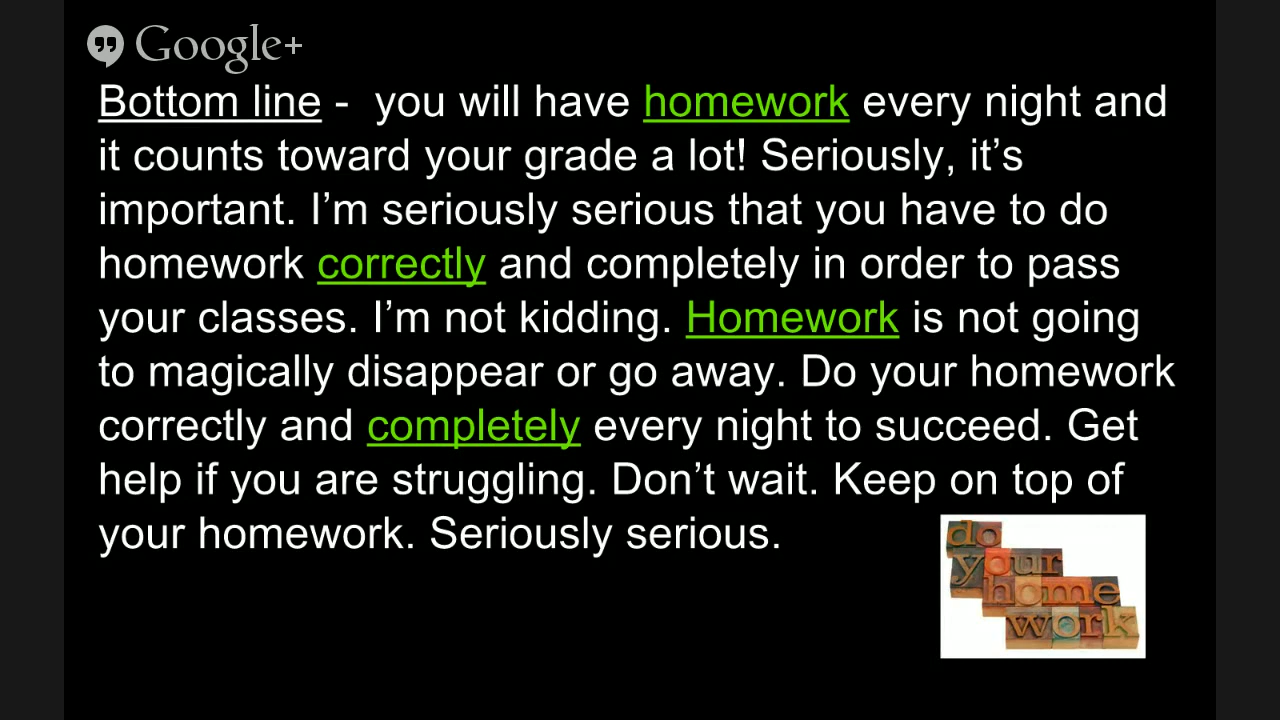 Google+
Bottom line -  you will have homework every night and
it counts toward your grade a lot! Seriously, it’s
important. I’m seriously serious that you have to do
homework correctly and completely in order to pass
your classes. I’m not kidding. Homework is not going
to magically disappear or go away. Do your homework
correctly and completely every night to succeed. Get
help if you are struggling. Don’t wait. Keep on top of
your homework. Seriously serious.
do
your
home
work